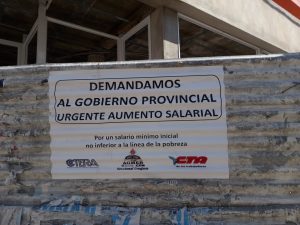 DEMANDAMOS
AL GOBIERNO PROVINCIAL
URGENTE AUMENTO SALARIAL
Por un salario mínimo inicial
no inferior a la línea de la pobreza
CTERA
AGMER
CTA